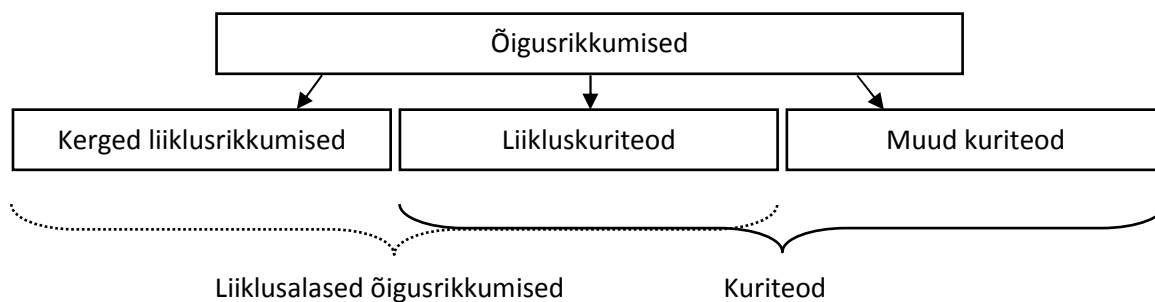 Õigusrikkumised
Kerged liiklusrikkumised
Liikluskuriteod
Muud kuriteod
Liiklusalased õigusrikkumised
Kuriteod